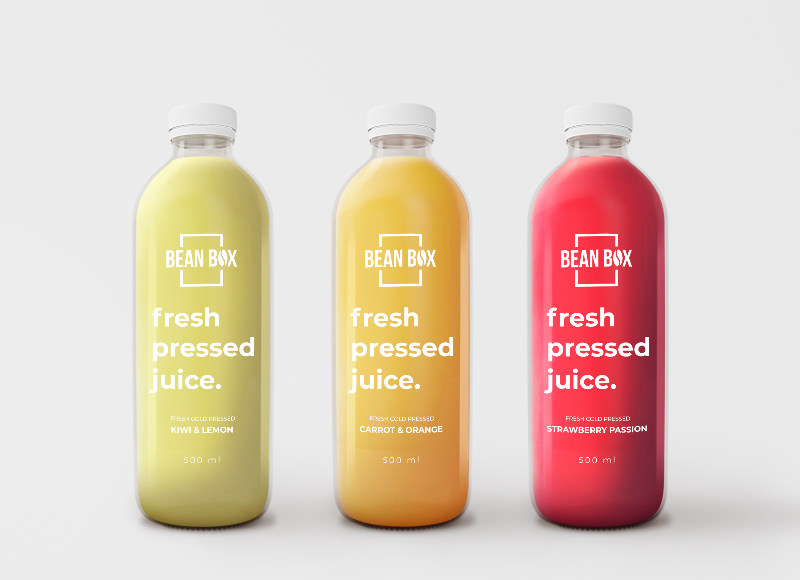 BEAN BOX
fresh
pressed
juice.
FRESH COLD PRESSED
KIWI & LEMON
500 ml
BEAN BOX
fresh
pressed
juice.
FRESH COLD PRESSED
CARROT & ORANGE
500 ml
BEAN BOX
fresh
pressed
juice.
FRESH COLD PRESSED
STRAWBERRY PASSION
500 ml